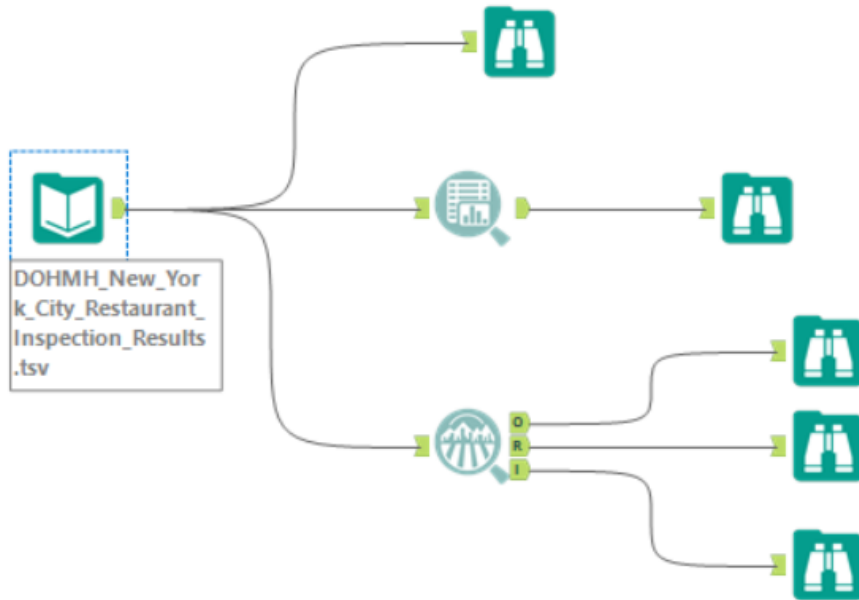 DOHMH_New_Yor
k_City_Restaurant_
Inspection_Results
.tsv
O
R
I